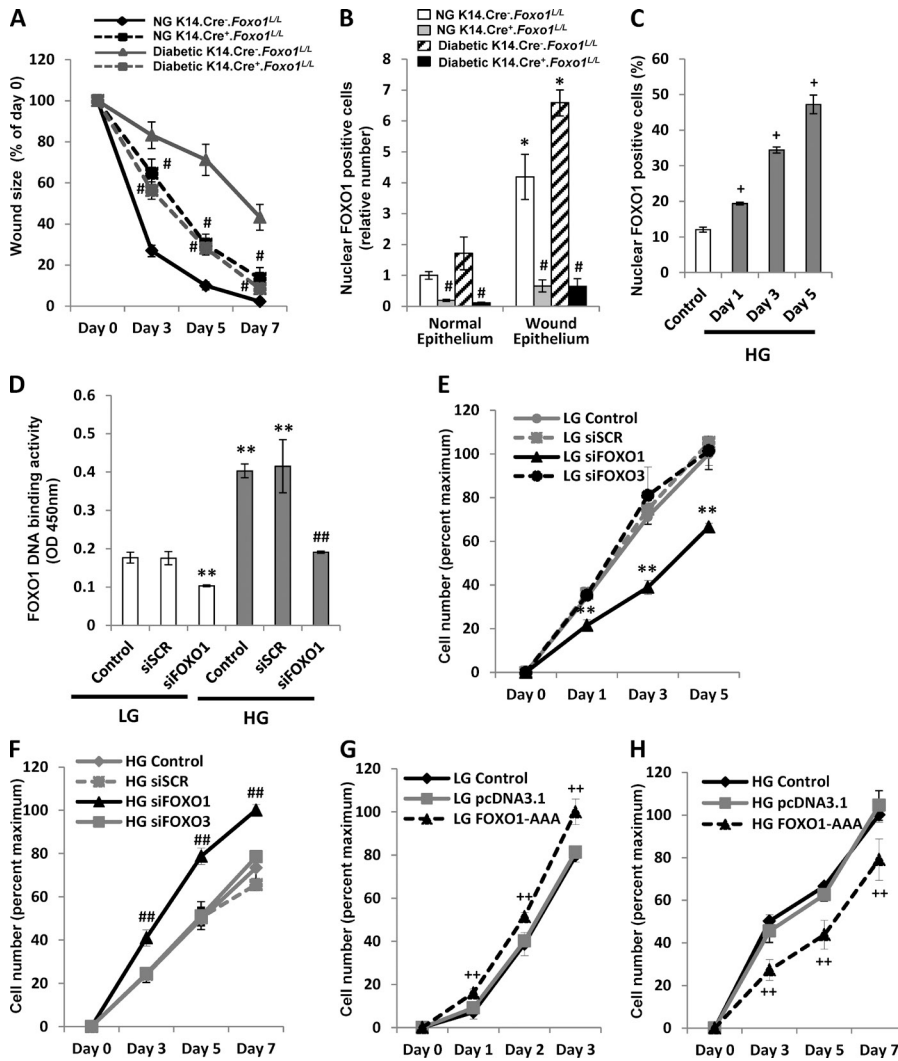 A
NG K14.Cre-.Foxo1L/L
NG K14.Cre+.Foxo1L/L
Diabetic K14.Cre-.Foxo1L/L
Diabetic K14.Cre+.Foxo1L/L
Wound size (% of day 0)
120
100
80
60
40
20
0
# # # # # #
Day 0 Day 3 Day 5 Day 7
B
NG K14.Cre-.Foxo1L/L
NG K14.Cre+.Foxo1L/L
Diabetic K14.Cre-.Foxo1L/L
Diabetic K14.Cre+.Foxo1L/L
Nuclear FOXO1 positive cells
(relative number)
8
7
6
5
4
3
2
1
0
# # * # * #
Normal Epithelium
Wound Epithelium
C
Nuclear FOXO1 positive cells (%)
60
50
40
30
20
10
0
+ + +
Control Day 1 Day 3 Day 5
HG
D
FOXO1 DNA binding activity
(OD 450nm)
0.6
0.5
0.4
0.3
0.2
0.1
0
** ** ** ##
Control siSCR siFOXO1 Control siSCR siFOXO1
LG HG
E
LG Control
LG siSCR
LG siFOXO1
LG siFOXO3
Cell number (percent maximum)
120
100
80
60
40
20
0
** ** **
Day 0 Day 1 Day 3 Day 5
F
HG Control
HG siSCR
HG siFOXO1
HG siFOXO3
Cell number (percent maximum)
120
100
80
60
40
20
0
## ## ##
Day 0 Day 3 Day 5 Day 7
G
LG Control
LG pcDNA3.1
LG FOXO1-AAA
Cell number (percent maximum)
120
100
80
60
40
20
0
++ ++ ++
Day 0 Day 1 Day 2 Day 3
H
HG Control
HG pcDNA3.1
HG FOXO1-AAA
Cell number (percent maximum)
120
100
80
60
40
20
0
++ ++ ++
Day 0 Day 3 Day 5 Day 7